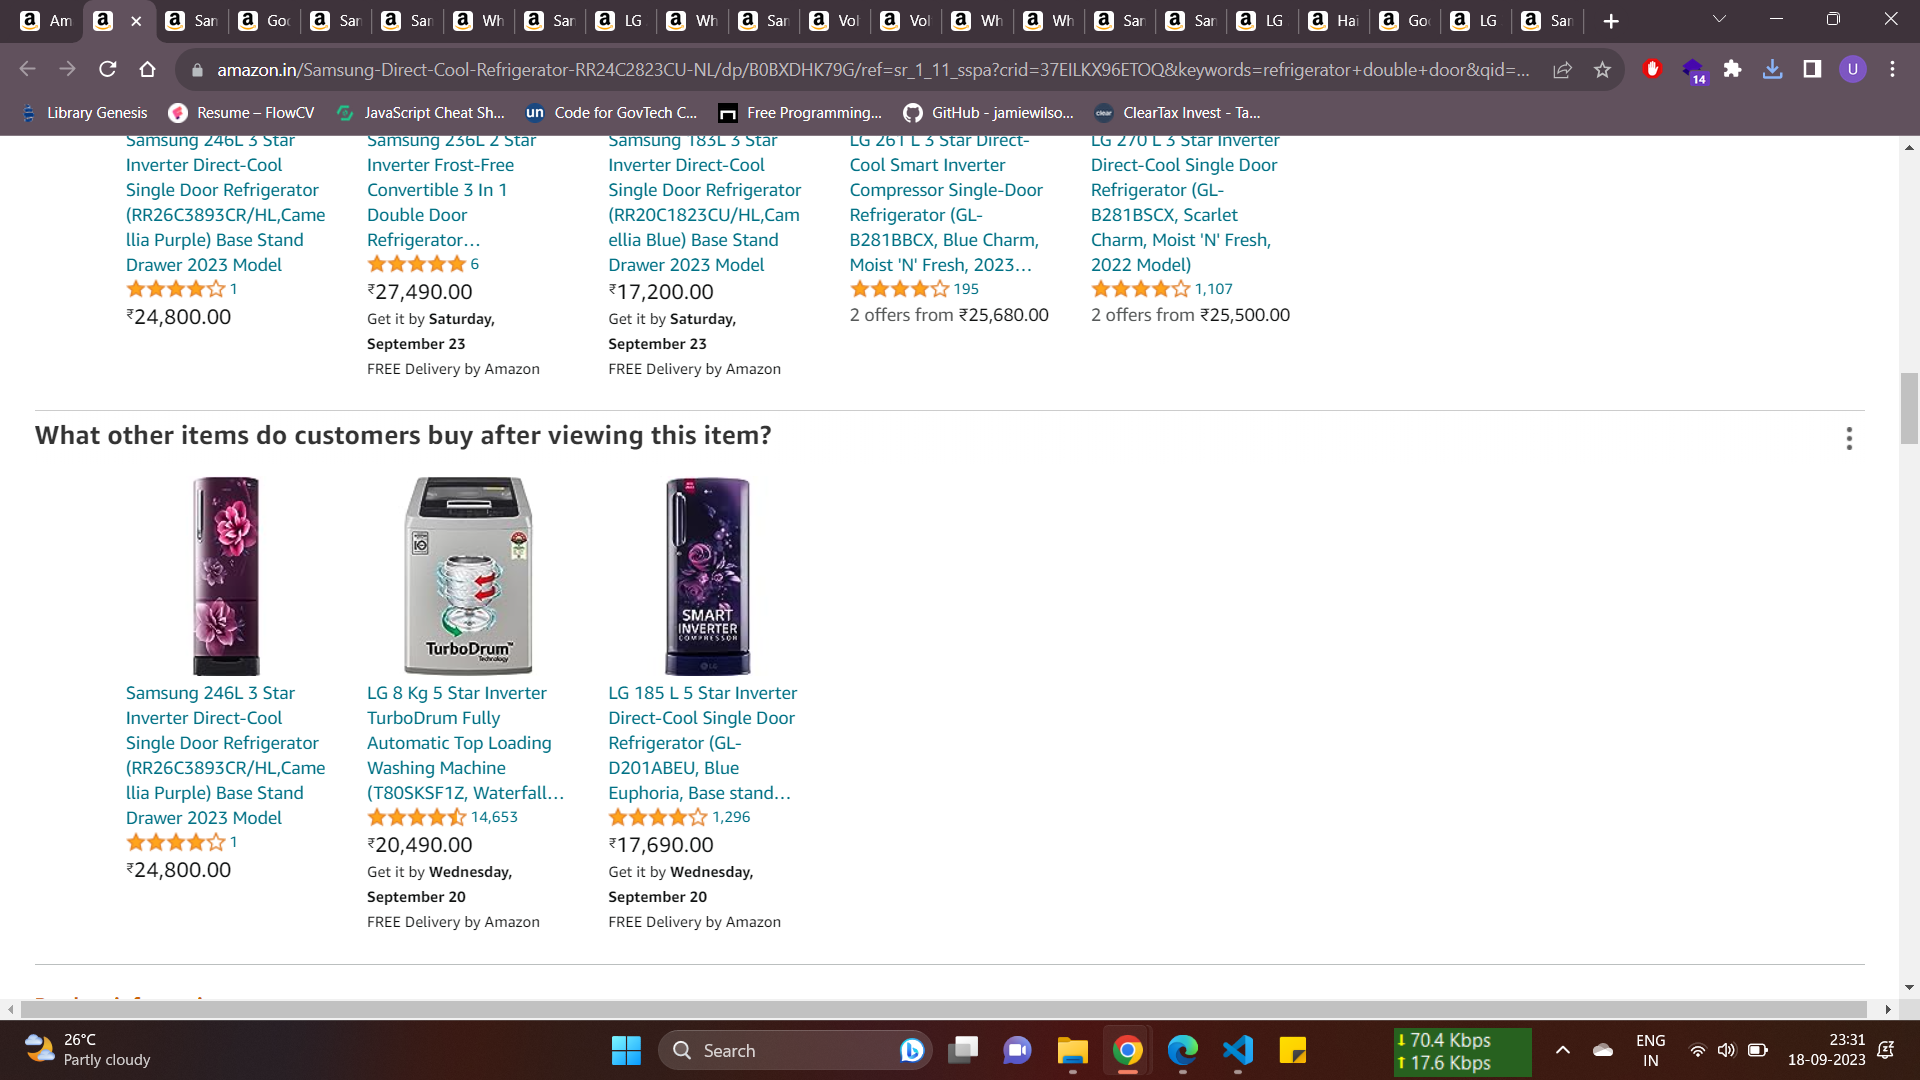 Am
San
Goo
San
San
Wh
San
LG
Wh
San
Vol
Vol
Wh
Wh
San
San
LG
Hai
Goo
LG
San
amazon.in/Samsung-Direct-Cool-Refrigerator-RR24C2823CU-NL/dp/B0BXDHK79G/ref=sr_1_11_sspa?crid=37EILKX96ETOQ&keywords=refrigerator+double+door&qid=...
14
U
Library Genesis
Resume – FlowCV
JavaScript Cheat Sh...
un
Code for GovTech C...
Free Programming...
GitHub - jamiewilso...
clear
ClearTax Invest - Ta...
Samsung 246L 3 Star
Inverter Direct-Cool
Single Door Refrigerator
(RR26C3893CR/HL,Came
llia Purple) Base Stand
Drawer 2023 Model
1
₹24,800.00
Samsung 236L 2 Star
Inverter Frost-Free
Convertible 3 In 1
Double Door
Refrigerator…
6
₹27,490.00
Get it by Saturday,
September 23
FREE Delivery by Amazon
Samsung 183L 3 Star
Inverter Direct-Cool
Single Door Refrigerator
(RR20C1823CU/HL,Cam
ellia Blue) Base Stand
Drawer 2023 Model
₹17,200.00
Get it by Saturday,
September 23
FREE Delivery by Amazon
LG 261 L 3 Star Direct-
Cool Smart Inverter
Compressor Single-Door
Refrigerator (GL-
B281BBCX, Blue Charm,
Moist 'N' Fresh, 2023…
195
2 offers from ₹25,680.00
LG 270 L 3 Star Inverter
Direct-Cool Single Door
Refrigerator (GL-
B281BSCX, Scarlet
Charm, Moist 'N' Fresh,
2022 Model)
1,107
2 offers from ₹25,500.00
What other items do customers buy after viewing this item?
TurboDrum™
Technology
SMART
INVERTER
COMPRESSOR
LG
Samsung 246L 3 Star
Inverter Direct-Cool
Single Door Refrigerator
(RR26C3893CR/HL,Came
llia Purple) Base Stand
Drawer 2023 Model
1
₹24,800.00
LG 8 Kg 5 Star Inverter
TurboDrum Fully
Automatic Top Loading
Washing Machine
(T80SKSF1Z, Waterfall…
14,653
₹20,490.00
Get it by Wednesday,
September 20
FREE Delivery by Amazon
LG 185 L 5 Star Inverter
Direct-Cool Single Door
Refrigerator (GL-
D201ABEU, Blue
Euphoria, Base stand…
1,296
₹17,690.00
Get it by Wednesday,
September 20
FREE Delivery by Amazon
26°C
Partly cloudy
Search
70.4 Kbps
17.6 Kbps
ENG
IN
23:31
18-09-2023